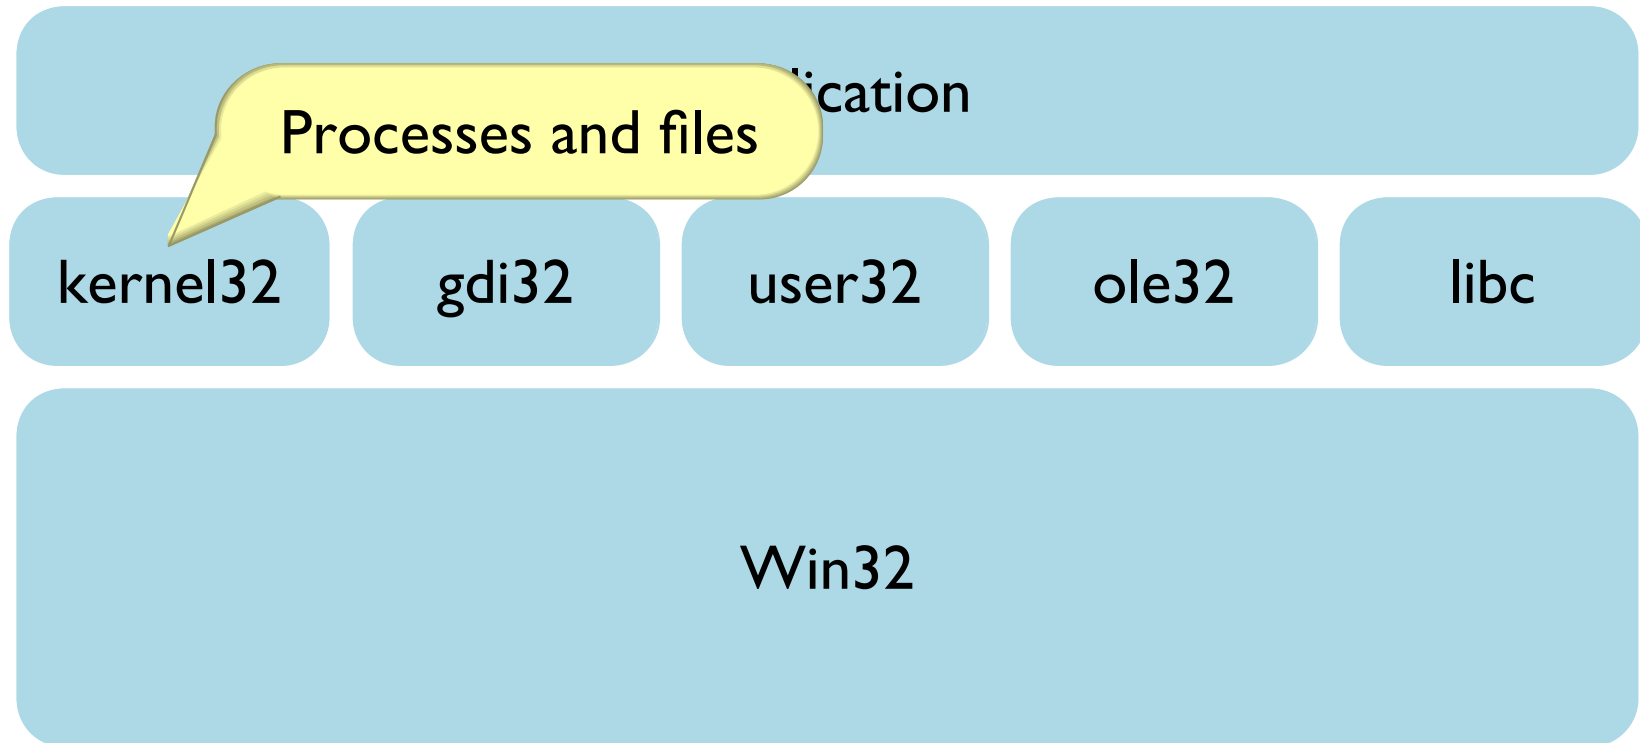 Processes and files
kernel32
gdi32
user32
ole32
libc
Win32